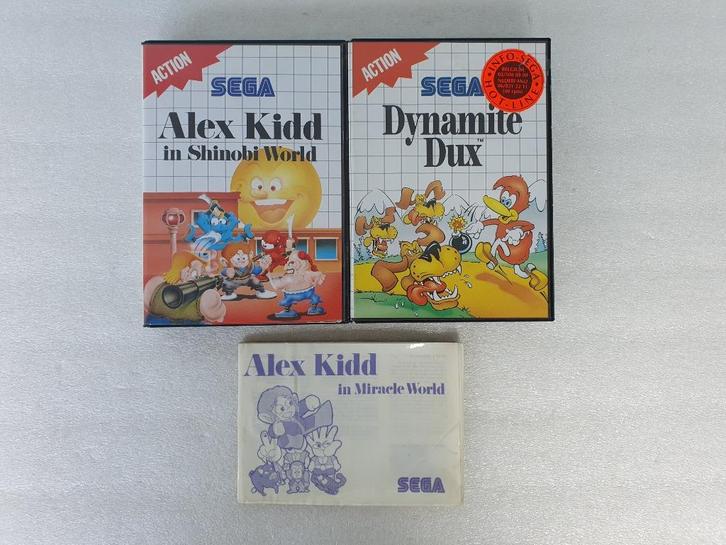 ACTION
SEGA
Alex Kidd
in Shinobi World
ACTION
SEGA
INFO-SEGA
HOT-LINE
Dynamite
Dux™
Alex Kidd
in Miracle World
SEGA